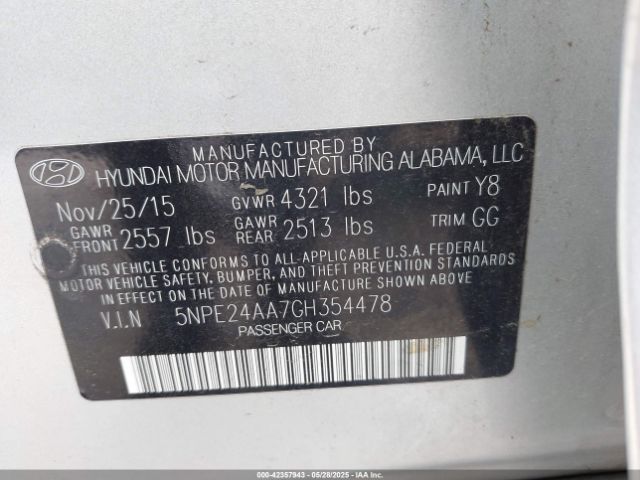 MANUFACTURED BY
HYUNDAI MOTOR MANUFACTURING ALABAMA, LLC
Nov/25/15 GVWR 4321 lbs PAINT Y8
GAWR FRONT 2557 lbs GAWR REAR 2513 lbs TRIM GG
THIS VEHICLE CONFORMS TO ALL APPLICABLE U.S.A. FEDERAL
MOTOR VEHICLE SAFETY, BUMPER, AND THEFT PREVENTION
STANDARDS IN EFFECT ON THE DATE OF MANUFACTURE SHOWN ABOVE.
V.I.N 5NPE24AA7GH354478
PASSENGER CAR
000-42357943 05/28/2025 IAAI.COM